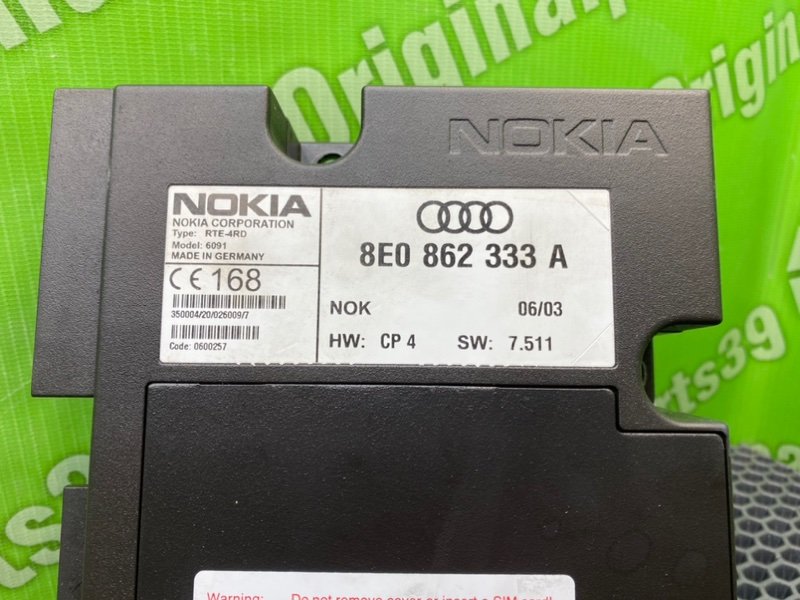 Originalparts39
Origin
NOKIA
NOKIA
NOKIA CORPORATION
Type: RTE-4RD
Model: 6091
MADE IN GERMANY
CE 168
350004/20/026009/7
Code: 0600257
8E0 862 333 A
NOK 06/03
HW: CP 4 SW: 7.511
rts39
Warning: Do not remove cover or insert a SIM card!